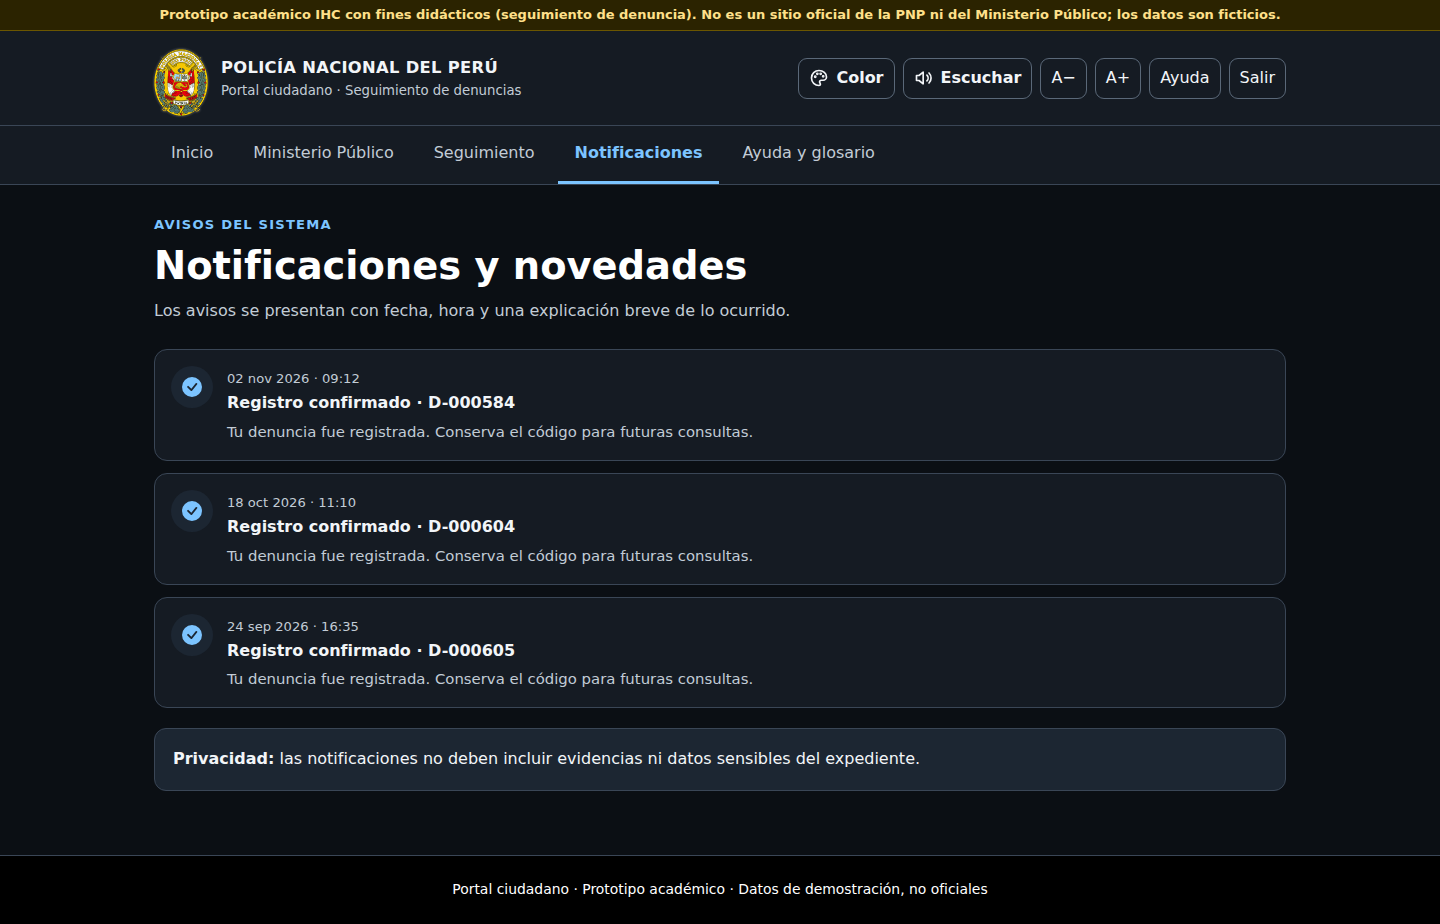 Prototipo académico IHC con fines didácticos (seguimiento de denuncia). No es un sitio oficial de la PNP ni del Ministerio Público; los datos son ficticios.
POLICÍA NACIONAL DEL PERÚ
Portal ciudadano · Seguimiento de denuncias
Color
Escuchar
A−
A+
Ayuda
Salir
Inicio
Ministerio Público
Seguimiento
Notificaciones
Ayuda y glosario
AVISOS DEL SISTEMA
Notificaciones y novedades
Los avisos se presentan con fecha, hora y una explicación breve de lo ocurrido.
02 nov 2026 · 09:12
Registro confirmado · D-000584
Tu denuncia fue registrada. Conserva el código para futuras consultas.
18 oct 2026 · 11:10
Registro confirmado · D-000604
Tu denuncia fue registrada. Conserva el código para futuras consultas.
24 sep 2026 · 16:35
Registro confirmado · D-000605
Tu denuncia fue registrada. Conserva el código para futuras consultas.
Privacidad: las notificaciones no deben incluir evidencias ni datos sensibles del expediente.
Portal ciudadano · Prototipo académico · Datos de demostración, no oficiales